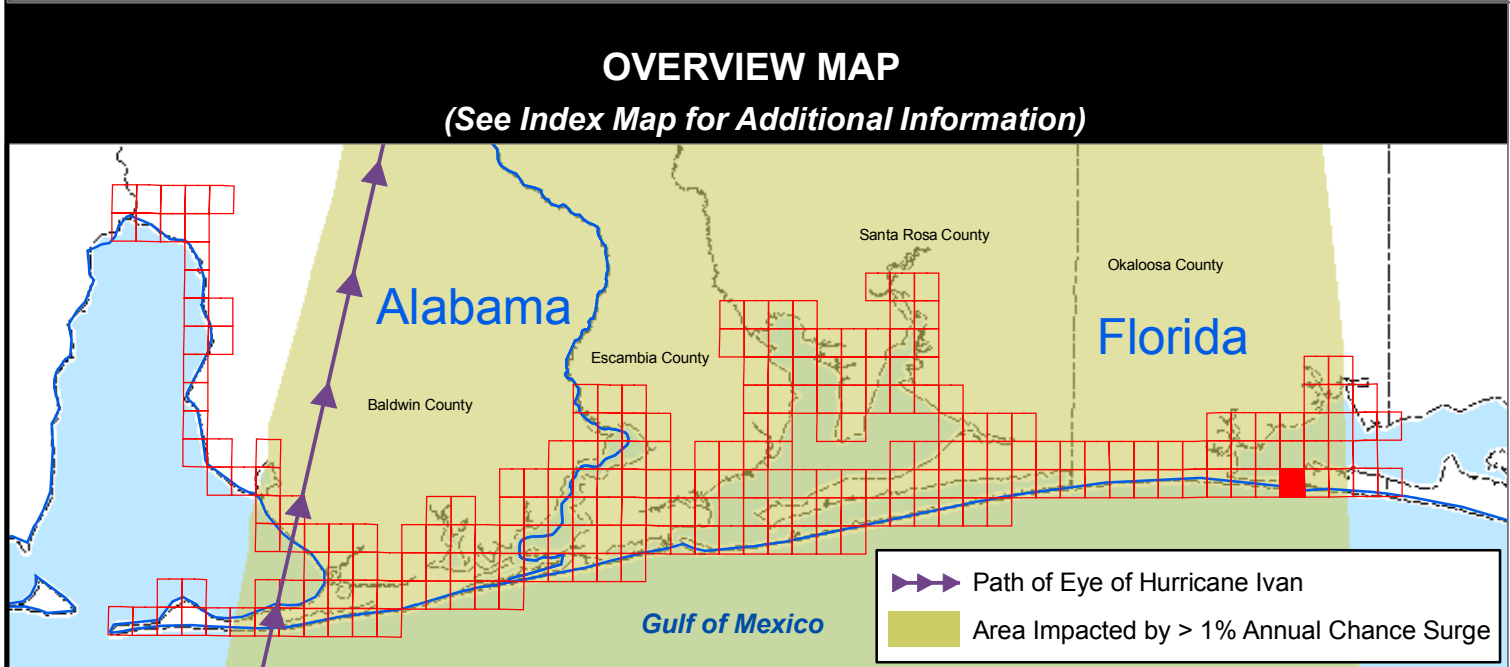 OVERVIEW MAP
(See Index Map for Additional Information)
Santa Rosa County
Okaloosa County
Alabama
Florida
Escambia County
Baldwin County
Path of Eye of Hurricane Ivan
Gulf of Mexico
Area Impacted by > 1% Annual Chance Surge